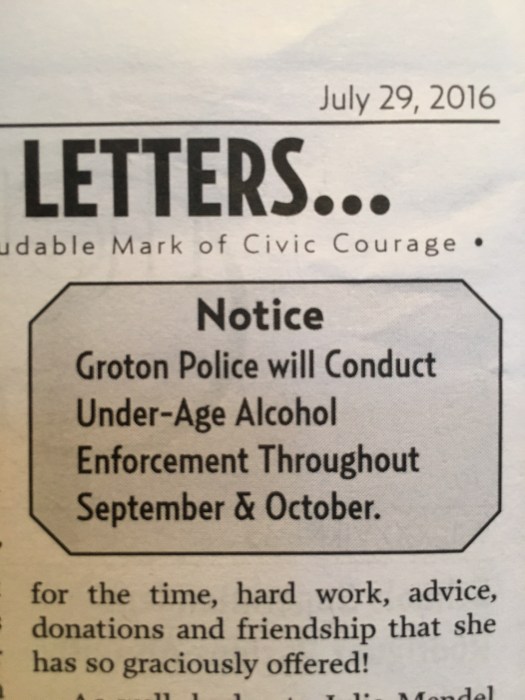 July 29, 2016
LETTERS...
Mark of Civic Courage •
Notice
Groton Police will Conduct
Under-Age Alcohol
Enforcement Throughout
September & October.
for the time, hard work, advice,
donations and friendship that she
has so graciously offered!